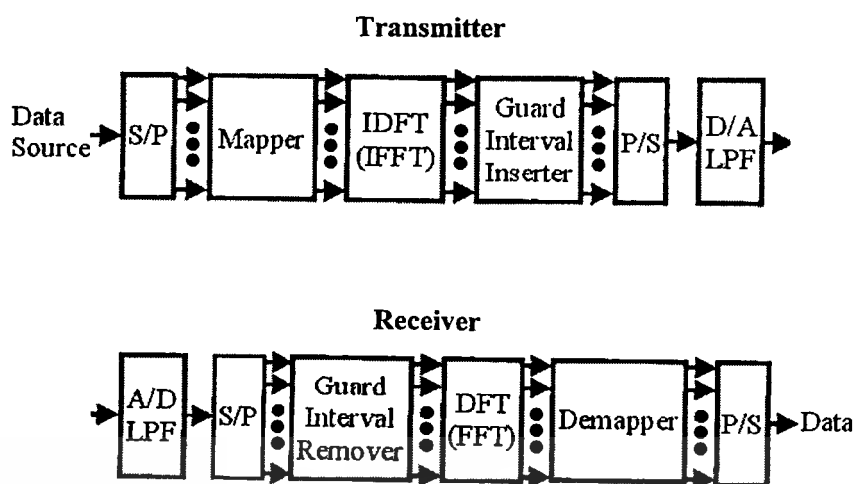 Transmitter
Data
Source
S/P
Mapper
IDFT
(IFFT)
Guard
Interval
Inserter
P/S
D/A
LPF
Receiver
A/D
LPF
S/P
Guard
Interval
Remover
DFT
(FFT)
Demapper
P/S
Data